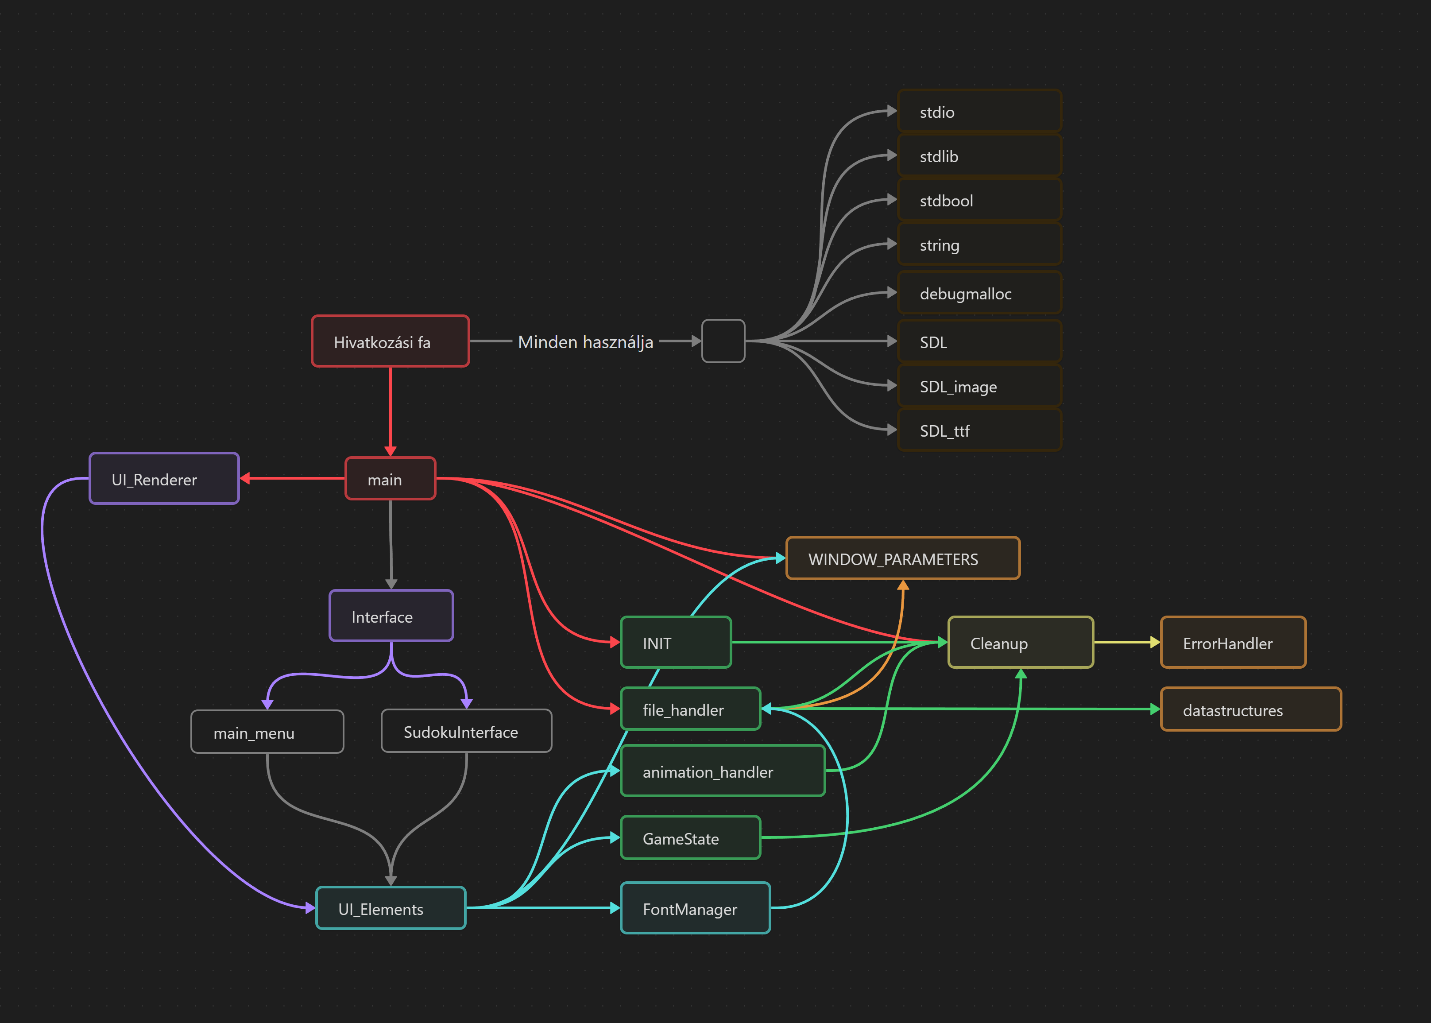 stdio
stdlib
stdbool
string
debugmalloc
Hivatkozási fa
Minden használja
SDL
SDL_image
SDL_ttf
UI_Renderer
main
WINDOW_PARAMETERS
Interface
INIT
Cleanup
ErrorHandler
file_handler
datastructures
main_menu
SudokuInterface
animation_handler
GameState
UI_Elements
FontManager